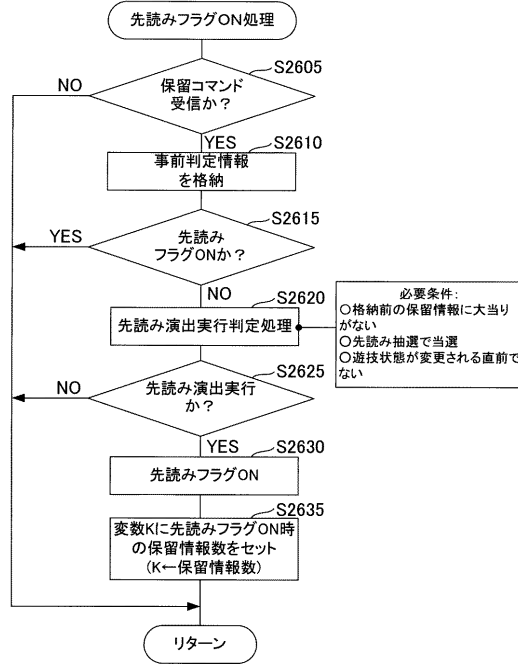 先読みフラグON処理
S2605
NO
保留コマンド
受信か？
YES
S2610
事前判定情報
を格納
S2615
YES
先読み
フラグONか？
NO
S2620
先読み演出実行判定処理
必要条件：
○格納前の保留情報に大当り
がない
○先読み抽選で当選
○遊技状態が変更される直前で
ない
S2625
NO
先読み演出実行
か？
YES
S2630
先読みフラグON
S2635
変数Kに先読みフラグON時
の保留情報数をセット
(K←保留情報数)
リターン